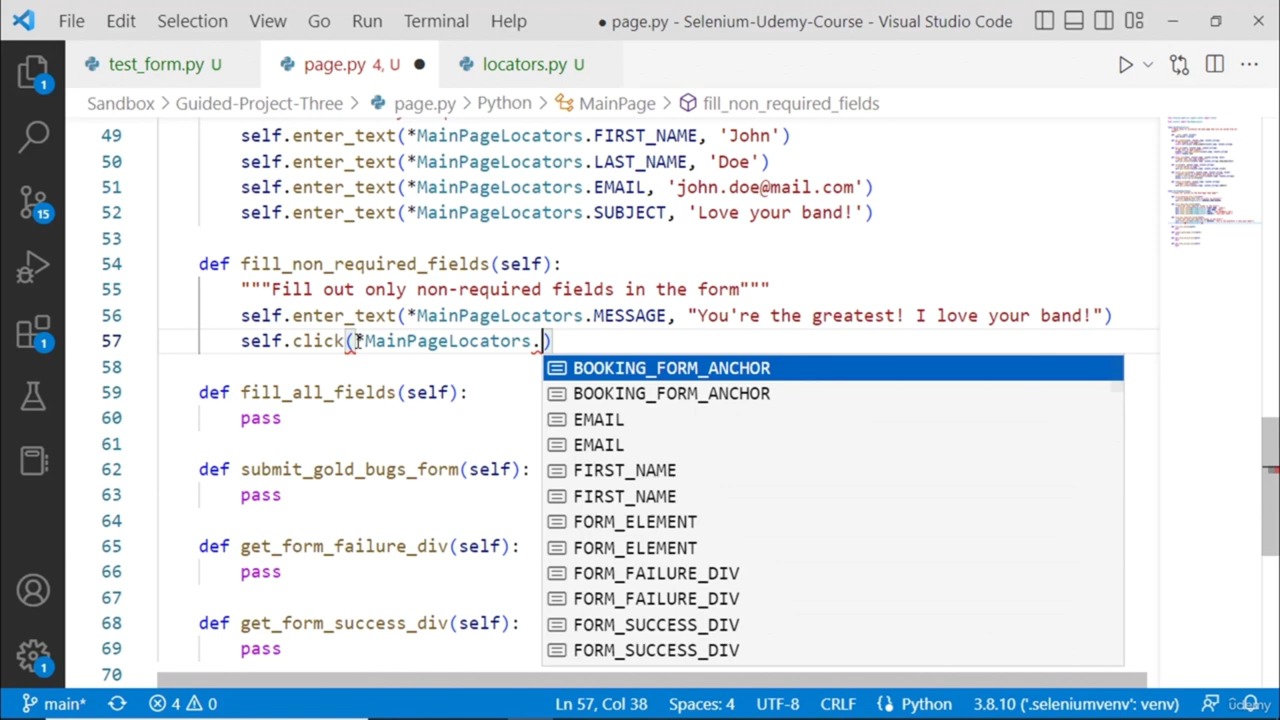 File Edit Selection View Go Run Terminal Help ● page.py - Selenium-Udemy-Course - Visual Studio Code
test_form.py U page.py 4, U ● locators.py U
Sandbox > Guided-Project-Three > page.py > Python > MainPage > fill_non_required_fields
49 self.enter_text(*MainPageLocators.FIRST_NAME, 'John')
50 self.enter_text(*MainPageLocators.LAST_NAME, 'Doe')
51 self.enter_text(*MainPageLocators.EMAIL, 'john.doe@mail.com')
52 self.enter_text(*MainPageLocators.SUBJECT, 'Love your band!')
53
54 def fill_non_required_fields(self):
55 """Fill out only non-required fields in the form"""
56 self.enter_text(*MainPageLocators.MESSAGE, "You're the greatest! I love your band!")
57 self.click(*MainPageLocators.)
58 BOOKING_FORM_ANCHOR
BOOKING_FORM_ANCHOR
59 def fill_all_fields(self):
60 pass EMAIL
61 EMAIL
62 def submit_gold_bugs_form(self): FIRST_NAME
63 pass FIRST_NAME
64 FORM_ELEMENT
65 def get_form_failure_div(self): FORM_ELEMENT
66 pass FORM_FAILURE_DIV
67 FORM_FAILURE_DIV
68 def get_form_success_div(self): FORM_SUCCESS_DIV
69 pass FORM_SUCCESS_DIV
70
1
15
1
1
main* 4 0 Ln 57, Col 38 Spaces: 4 UTF-8 CRLF Python 3.8.10 ('.seleniumvenv': venv) ûdemy